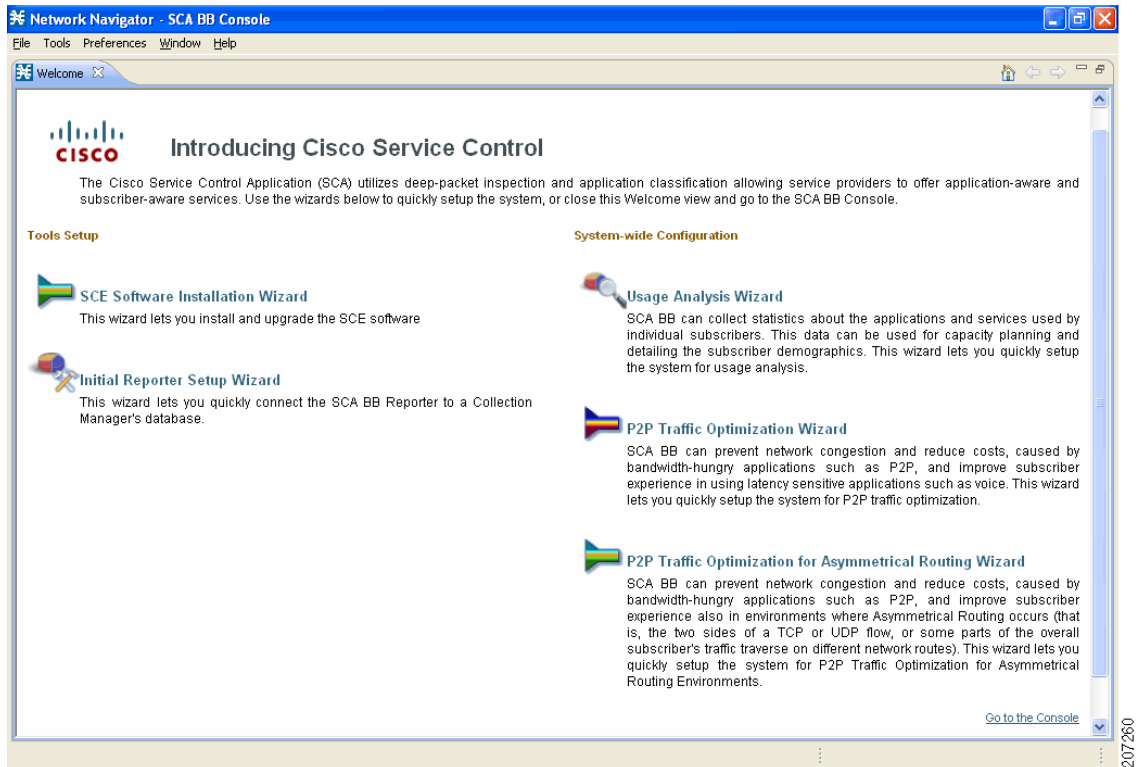 Network Navigator - SCA BB Console
File Tools Preferences Window Help
Welcome
CISCO
Introducing Cisco Service Control
The Cisco Service Control Application (SCA) utilizes deep-packet inspection and application classification allowing service providers to offer application-aware and
subscriber-aware services. Use the wizards below to quickly setup the system, or close this Welcome view and go to the SCA BB Console.
Tools Setup
SCE Software Installation Wizard
This wizard lets you install and upgrade the SCE software
Initial Reporter Setup Wizard
This wizard lets you quickly connect the SCA BB Reporter to a Collection
Manager's database.
System-wide Configuration
Usage Analysis Wizard
SCA BB can collect statistics about the applications and services used by
individual subscribers. This data can be used for capacity planning and
detailing the subscriber demographics. This wizard lets you quickly setup
the system for usage analysis.
P2P Traffic Optimization Wizard
SCA BB can prevent network congestion and reduce costs, caused by
bandwidth-hungry applications such as P2P, and improve subscriber
experience in using latency sensitive applications such as voice. This wizard
lets you quickly setup the system for P2P traffic optimization.
P2P Traffic Optimization for Asymmetrical Routing Wizard
SCA BB can prevent network congestion and reduce costs, caused by
bandwidth-hungry applications such as P2P, and improve subscriber
experience also in environments where Asymmetrical Routing occurs (that
is, the two sides of a TCP or UDP flow, or some parts of the overall
subscriber's traffic traverse on different network routes). This wizard lets you
quickly setup the system for P2P Traffic Optimization for Asymmetrical
Routing Environments.
Go to the Console
207260